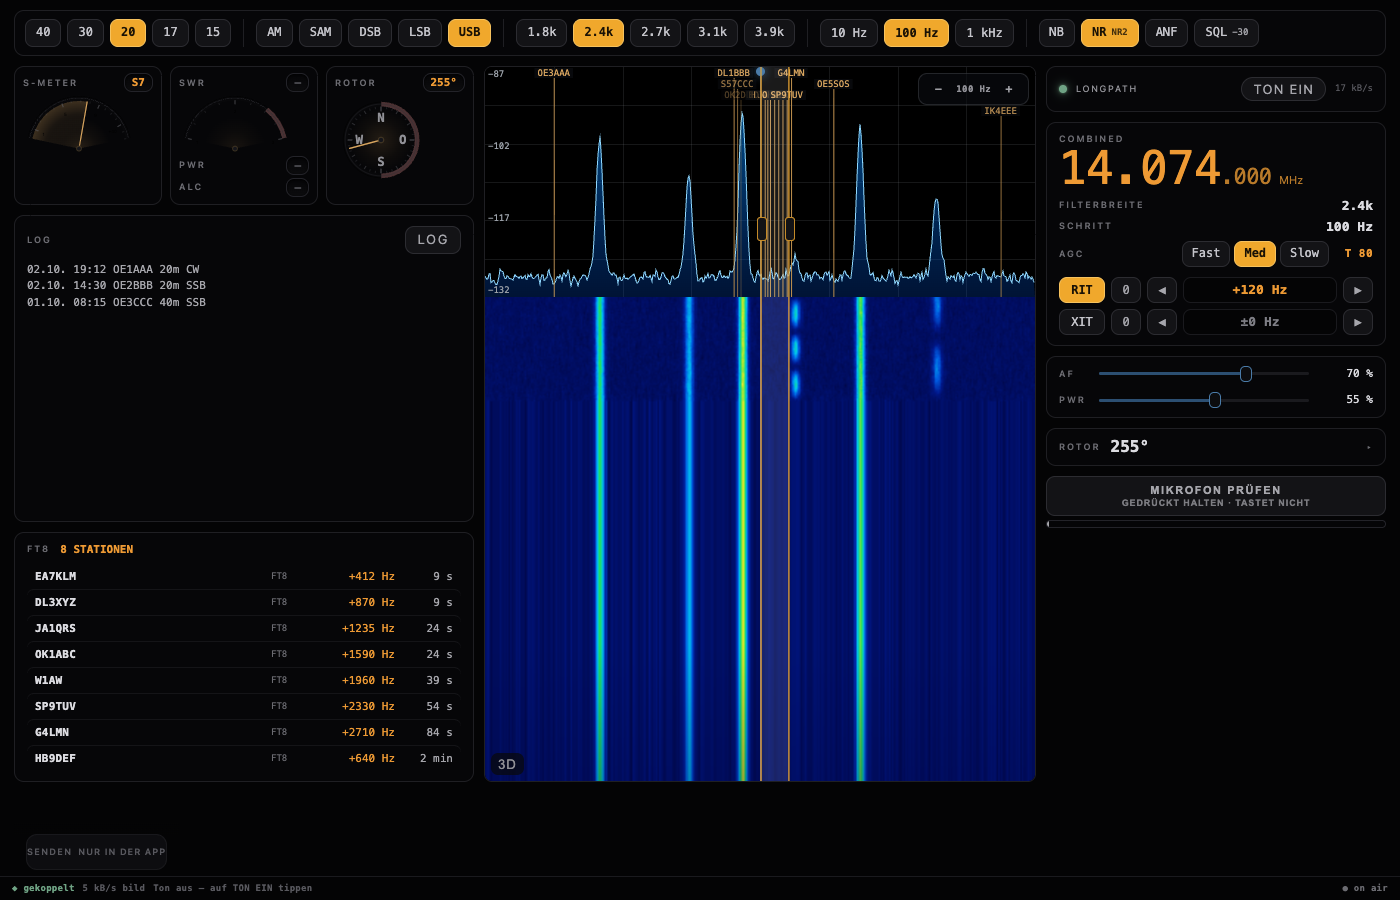 40 30 20 17 15 AM SAM DSB LSB USB 1.8k 2.4k 2.7k 3.1k 3.9k 10 Hz 100 Hz 1 kHz NB NR NR2 ANF SQL −30
S-METER S7
SWR —
PWR —
ALC —
ROTOR 255°
N
W O
S
LOG LOG
02.10. 19:12 OE1AAA 20m CW
02.10. 14:30 OE2BBB 20m SSB
01.10. 08:15 OE3CCC 40m SSB
FT8 8 STATIONEN
EA7KLM FT8 +412 Hz 9 s
DL3XYZ FT8 +870 Hz 9 s
JA1QRS FT8 +1235 Hz 24 s
OK1ABC FT8 +1590 Hz 24 s
W1AW FT8 +1960 Hz 39 s
SP9TUV FT8 +2330 Hz 54 s
G4LMN FT8 +2710 Hz 84 s
HB9DEF FT8 +640 Hz 2 min
SENDEN NUR IN DER APP
−87
OE3AAA DL1BBB G4LMN
S57CCC OE5SOS
SP9TUV
IK4EEE
− 100 Hz +
−102
−117
−132
3D
LONGPATH TON EIN 17 kB/s
COMBINED
14.074.000 MHz
FILTERBREITE 2.4k
SCHRITT 100 Hz
AGC Fast Med Slow T 80
RIT 0 ◀ +120 Hz ▶
XIT 0 ◀ ±0 Hz ▶
AF 70 %
PWR 55 %
ROTOR 255°
MIKROFON PRÜFEN
GEDRÜCKT HALTEN · TASTET NICHT
◆ gekoppelt 5 kB/s bild Ton aus — auf TON EIN tippen
● on air